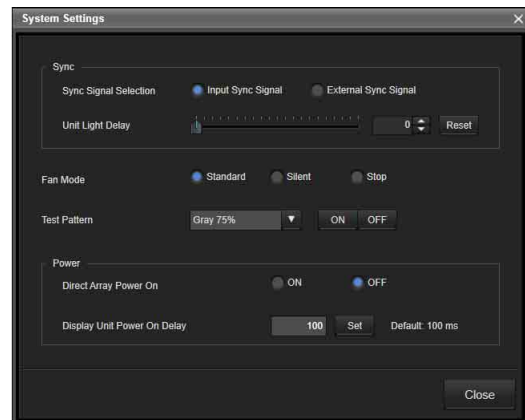 System Settings
Sync
Sync Signal Selection Input Sync Signal External Sync Signal
Unit Light Delay 0 Reset
Fan Mode Standard Silent Stop
Test Pattern Gray 75% ON OFF
Power
Direct Array Power On ON OFF
Display Unit Power On Delay 100 Set Default: 100 ms
Close